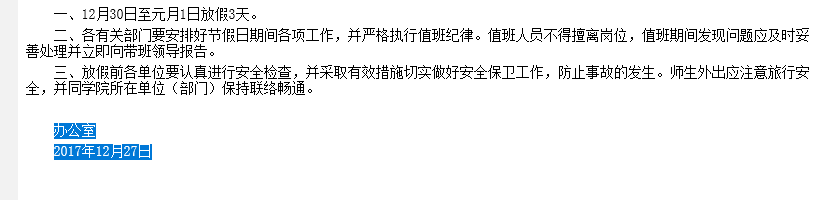 一、12月30日至元月1日放假3天。
二、各有关部门要安排好节假日期间各项工作，并严格执行值班纪律。值班人员不得擅离岗位，值班期间发现问题应及时妥
善处理并立即向带班领导报告。
三、放假前各单位要认真进行安全检查，并采取有效措施切实做好安全保卫工作，防止事故的发生。师生外出应注意旅行安
全，并同学院所在单位（部门）保持联络畅通。
办公室
2017年12月27日